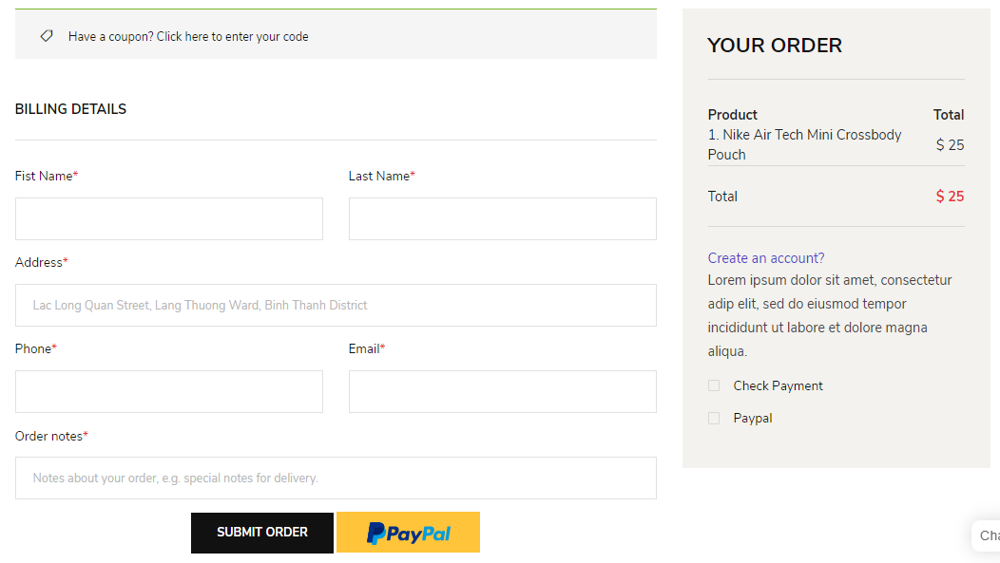 Have a coupon? Click here to enter your code
BILLING DETAILS
Fist Name*
Last Name*
Address*
Lac Long Quan Street, Lang Thuong Ward, Binh Thanh District
Phone*
Email*
Order notes*
Notes about your order, e.g. special notes for delivery.
SUBMIT ORDER
PayPal
YOUR ORDER
Product Total
1. Nike Air Tech Mini Crossbody
Pouch
$ 25
Total $ 25
Create an account?
Lorem ipsum dolor sit amet, consectetur
adip elit, sed do eiusmod tempor
incididunt ut labore et dolore magna
aliqua.
Check Payment
Paypal